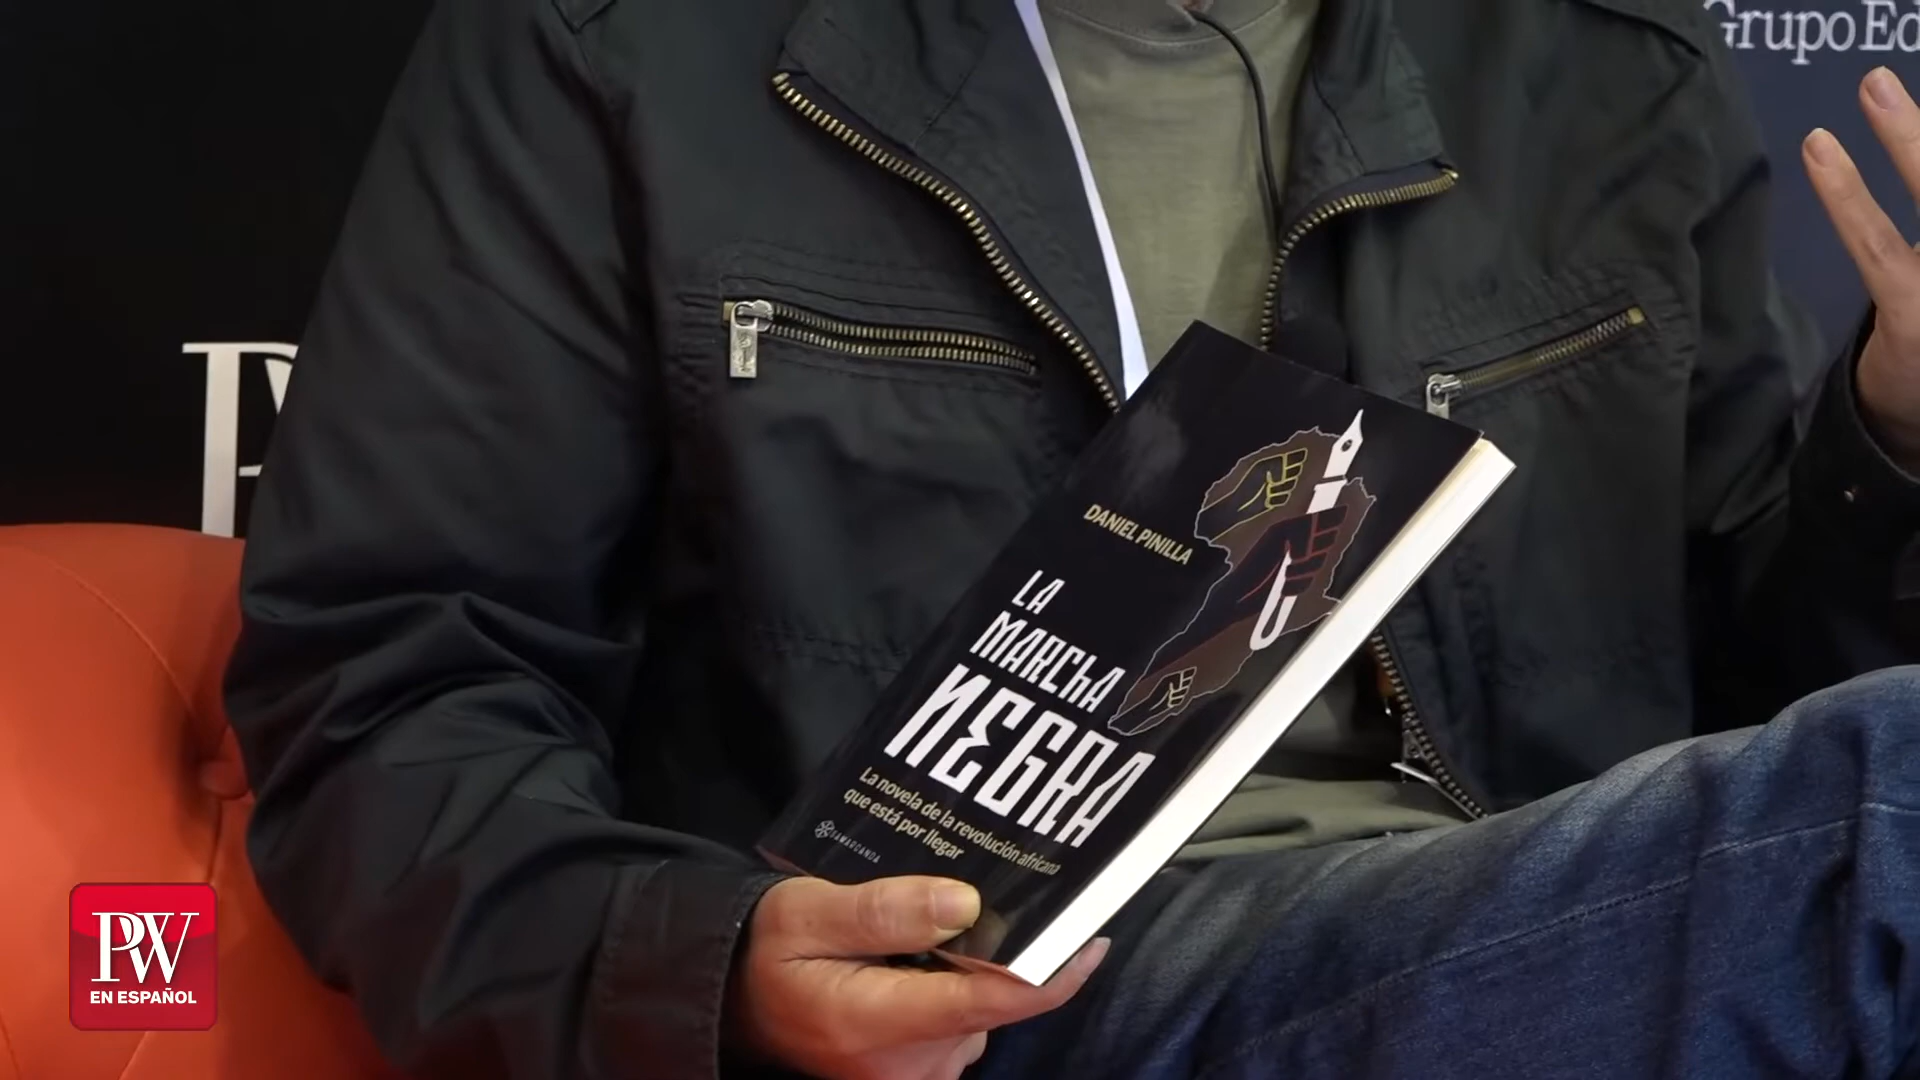 Grupo Ed
P
DANIEL PINILLA
LA
MARCHA
NEGRA
La novela de la revolución africana
que está por llegar
SAMARCANDA
PW
EN ESPAÑOL